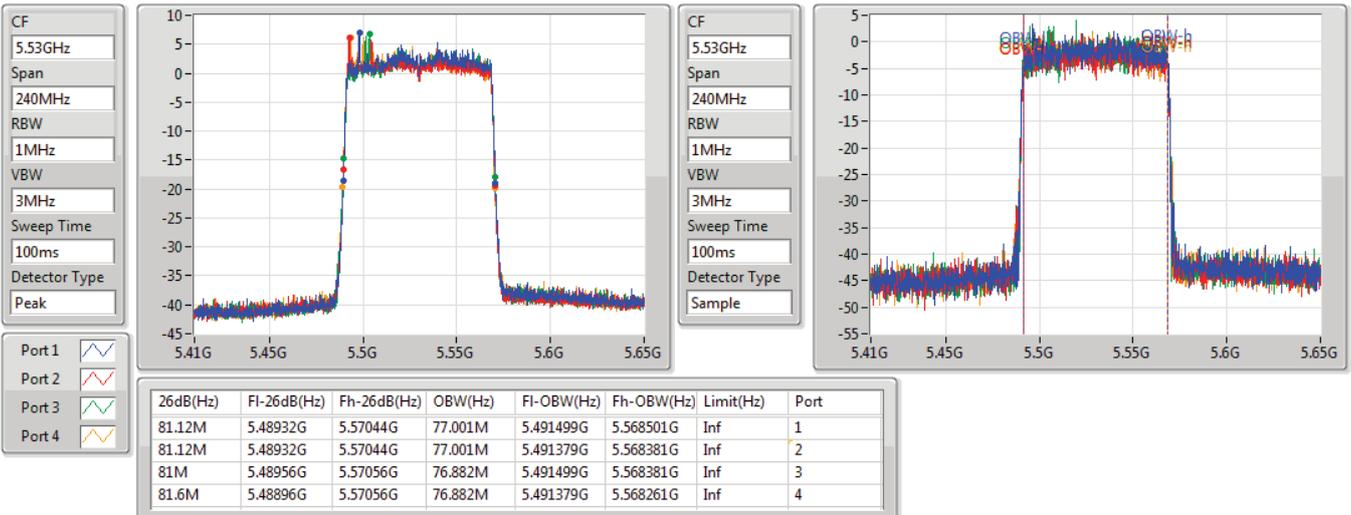 CF
5.53GHz
Span
240MHz
RBW
1MHz
VBW
3MHz
Sweep Time
100ms
Detector Type
Peak
10
5
0
-5
-10
-15
-20
-25
-30
-35
-40
-45
5.41G 5.45G 5.5G 5.55G 5.6G 5.65G
CF
5.53GHz
Span
240MHz
RBW
1MHz
VBW
3MHz
Sweep Time
100ms
Detector Type
Sample
5
0
-5
-10
-15
-20
-25
-30
-35
-40
-45
-50
-55
OBW-h
5.41G 5.45G 5.5G 5.55G 5.6G 5.65G
Port 1
Port 2
Port 3
Port 4
26dB(Hz) Fl-26dB(Hz) Fh-26dB(Hz) OBW(Hz) Fl-OBW(Hz) Fh-OBW(Hz) Limit(Hz) Port
81.12M 5.48932G 5.57044G 77.001M 5.491499G 5.568501G Inf 1
81.12M 5.48932G 5.57044G 77.001M 5.491379G 5.568381G Inf 2
81M 5.48956G 5.57056G 76.882M 5.491499G 5.568381G Inf 3
81.6M 5.48896G 5.57056G 76.882M 5.491379G 5.568261G Inf 4